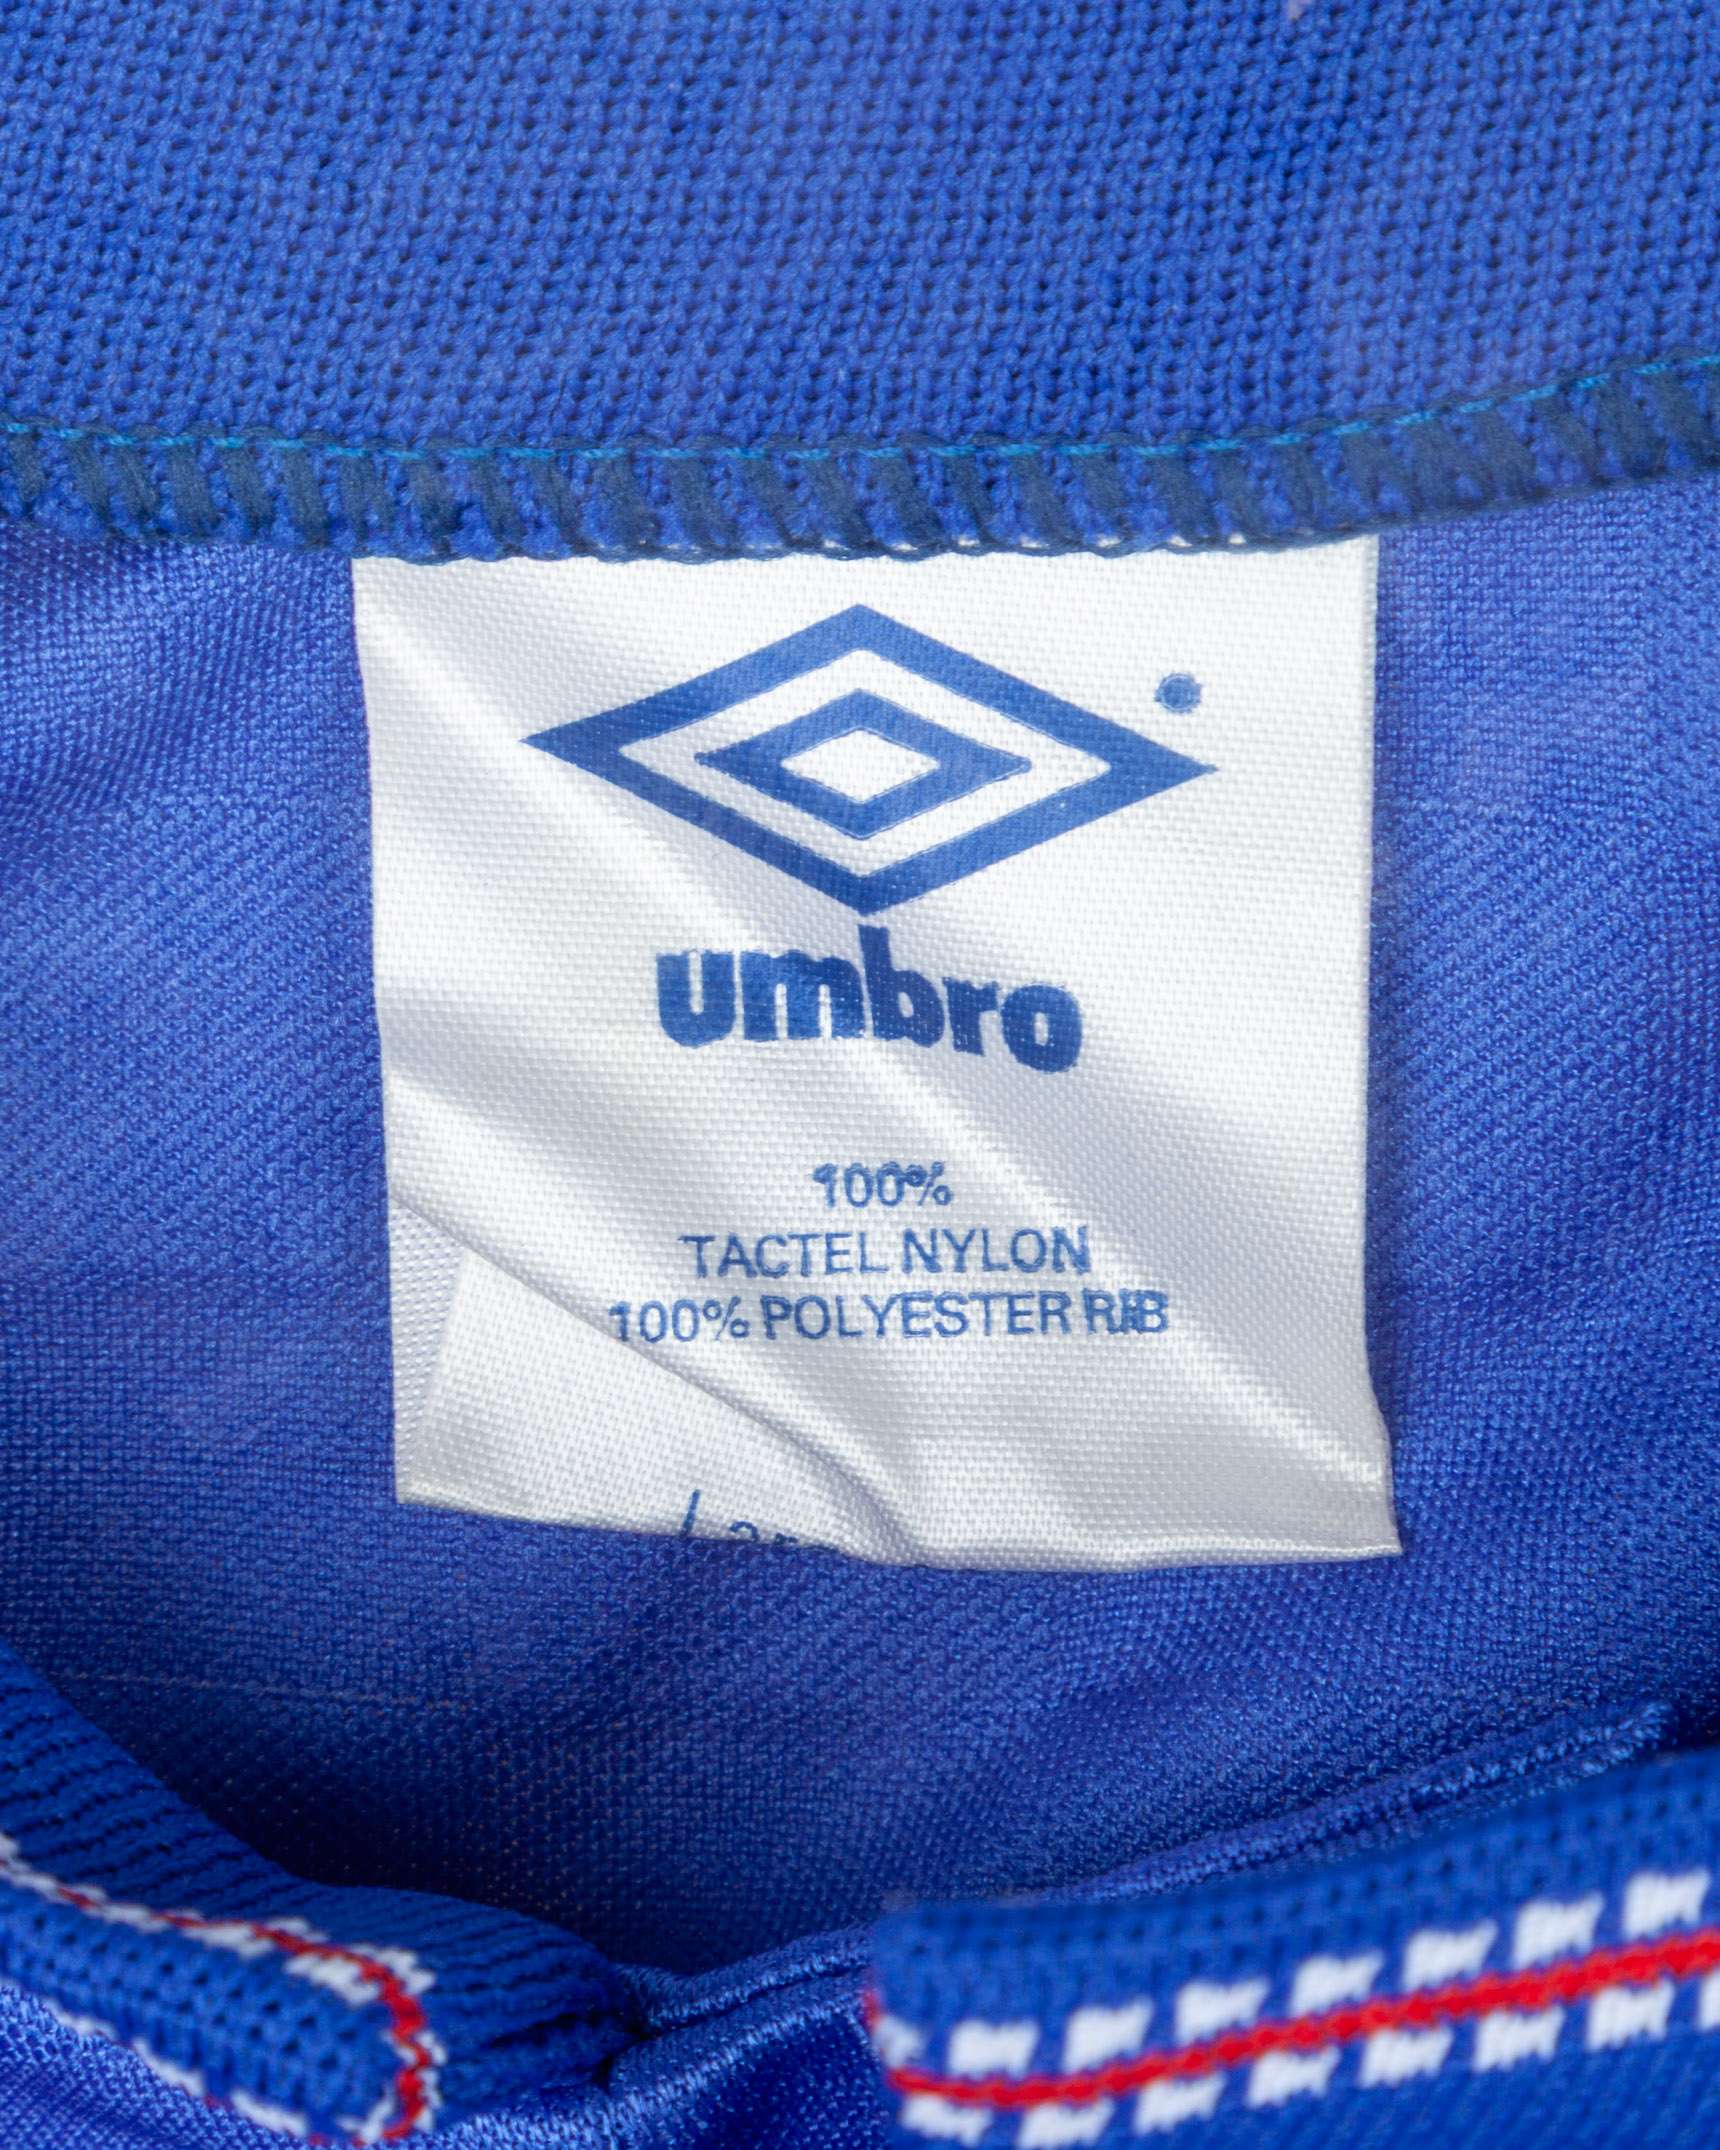 umbro
100%
TACTEL NYLON
100% POLYESTER RIB